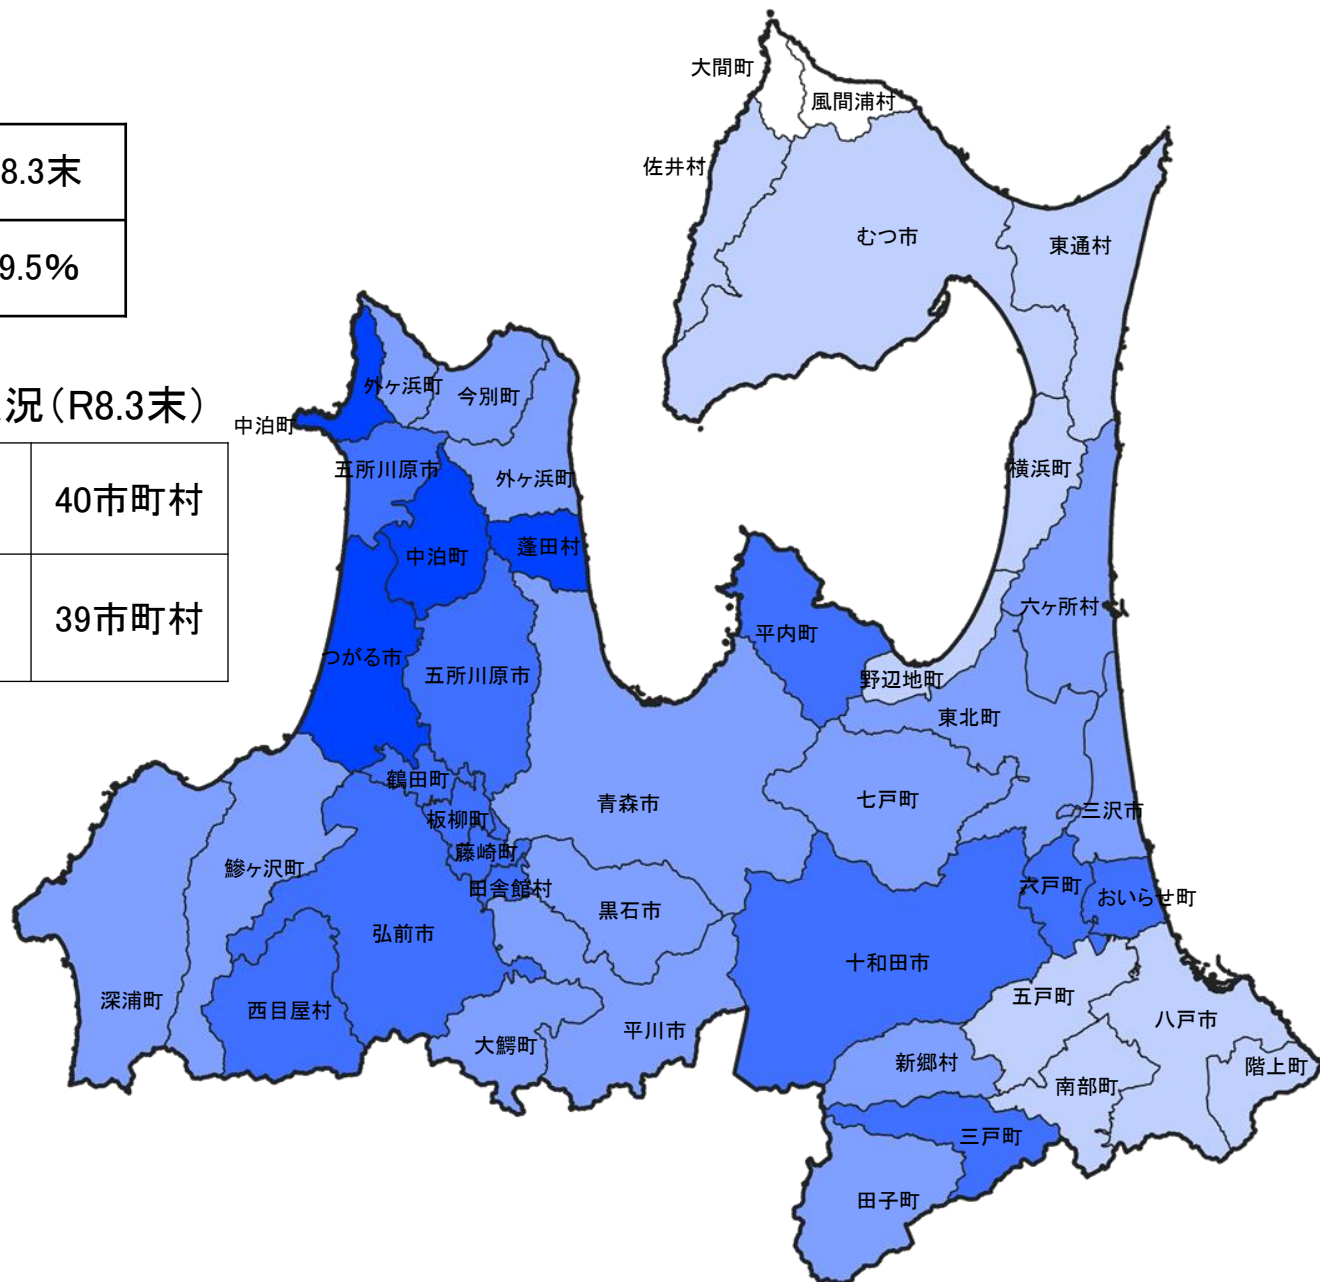 8.3末
9.5%
況(R8.3末)
40市町村
39市町村
大間町
風間浦村
佐井村
むつ市
東通村
外ヶ浜町
今別町
中泊町
五所川原市
外ヶ浜町
横浜町
中泊町
蓬田村
六ヶ所村
つがる市
五所川原市
平内町
野辺地町
東北町
鶴田町
青森市
七戸町
三沢市
板柳町
藤崎町
鰺ヶ沢町
田舎館村
六戸町
おいらせ町
黒石市
弘前市
十和田市
深浦町
西目屋村
五戸町
八戸市
大鰐町
平川市
新郷村
階上町
南部町
三戸町
田子町